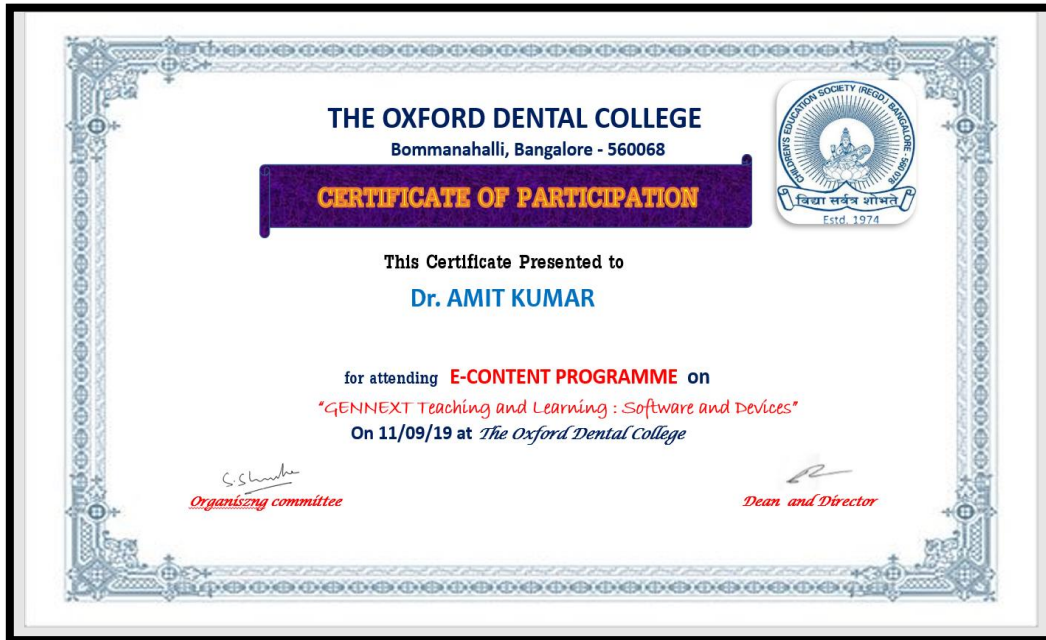 THE OXFORD DENTAL COLLEGE
Bommanahalli, Bangalore - 560068
CHILDREN'S EDUCATION SOCIETY (REGD.) BANGALORE - 560 078
विद्या सर्वत्र शोभते
Estd. 1974
CERTIFICATE OF PARTICIPATION
This Certificate Presented to
Dr. AMIT KUMAR
for attending E-CONTENT PROGRAMME on
"GENNEXT Teaching and Learning : Software and Devices"
On 11/09/19 at The Oxford Dental College
Organiszng committee
Dean and Director